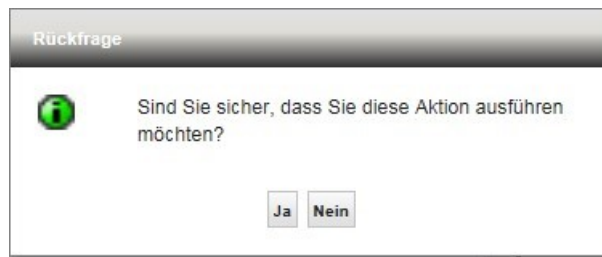 Rückfrage
Sind Sie sicher, dass Sie diese Aktion ausführen
möchten?
Ja Nein